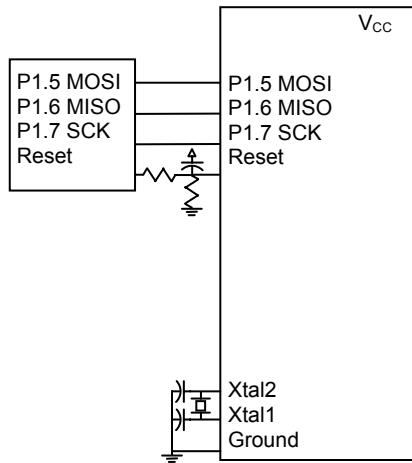 V_CC
P1.5 MOSI
P1.6 MISO
P1.7 SCK
Reset
P1.5 MOSI
P1.6 MISO
P1.7 SCK
Reset
Xtal2
Xtal1
Ground